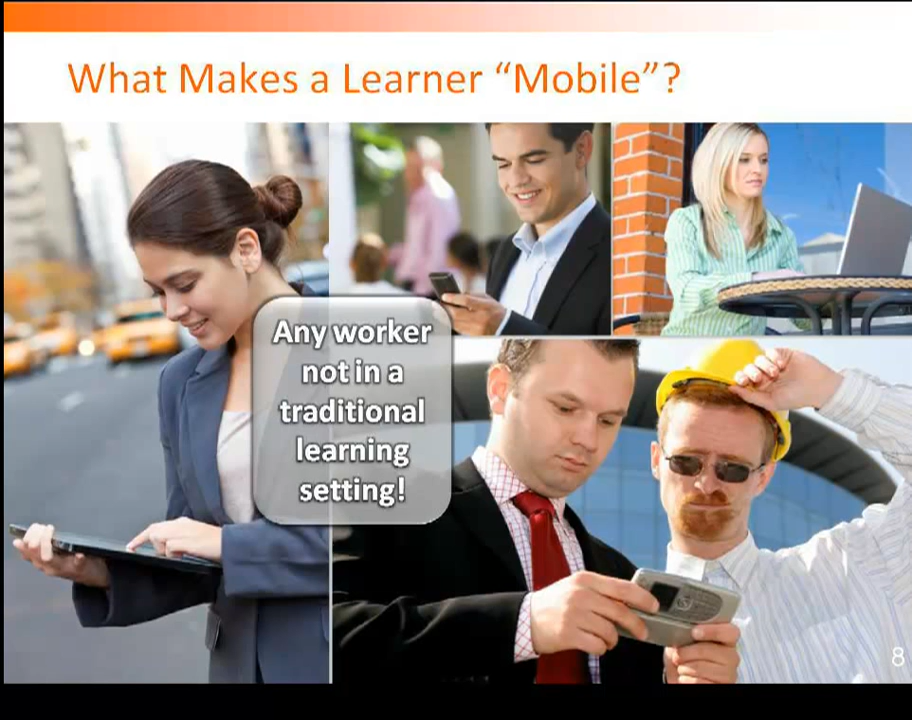 What Makes a Learner “Mobile”?
Any worker
not in a
traditional
learning
setting!
8